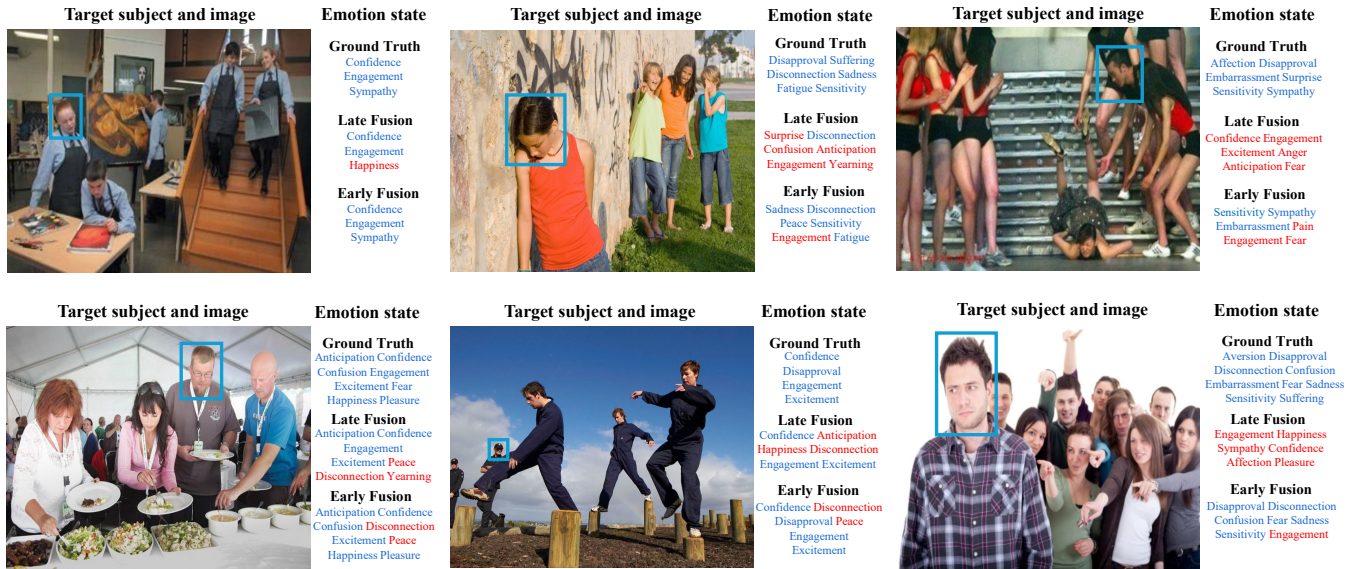 Target subject and image
Emotion state
Ground Truth
Confidence
Engagement
Sympathy
Late Fusion
Confidence
Engagement
Happiness
Early Fusion
Confidence
Engagement
Sympathy
Target subject and image
Emotion state
Ground Truth
Disapproval Suffering
Disconnection Sadness
Fatigue Sensitivity
Late Fusion
Surprise Disconnection
Confusion Anticipation
Engagement Yearning
Early Fusion
Sadness Disconnection
Peace Sensitivity
Engagement Fatigue
Target subject and image
Emotion state
Ground Truth
Affection Disapproval
Embarrassment Surprise
Sensitivity Sympathy
Late Fusion
Confidence Engagement
Excitement Anger
Anticipation Fear
Early Fusion
Sensitivity Sympathy
Embarrassment Pain
Engagement Fear
Target subject and image
Emotion state
Ground Truth
Anticipation Confidence
Confusion Engagement
Excitement Fear
Happiness Pleasure
Late Fusion
Anticipation Confidence
Engagement
Excitement Peace
Disconnection Yearning
Early Fusion
Anticipation Confidence
Confusion Disconnection
Excitement Peace
Happiness Pleasure
Target subject and image
Emotion state
Ground Truth
Confidence
Disapproval
Engagement
Excitement
Late Fusion
Confidence Anticipation
Happiness Disconnection
Engagement Excitement
Early Fusion
Confidence Disconnection
Disapproval Peace
Engagement
Excitement
Target subject and image
Emotion state
Ground Truth
Aversion Disapproval
Disconnection Confusion
Embarrassment Fear Sadness
Sensitivity Suffering
Late Fusion
Engagement Happiness
Sympathy Confidence
Affection Pleasure
Early Fusion
Disapproval Disconnection
Confusion Fear Sadness
Sensitivity Engagement